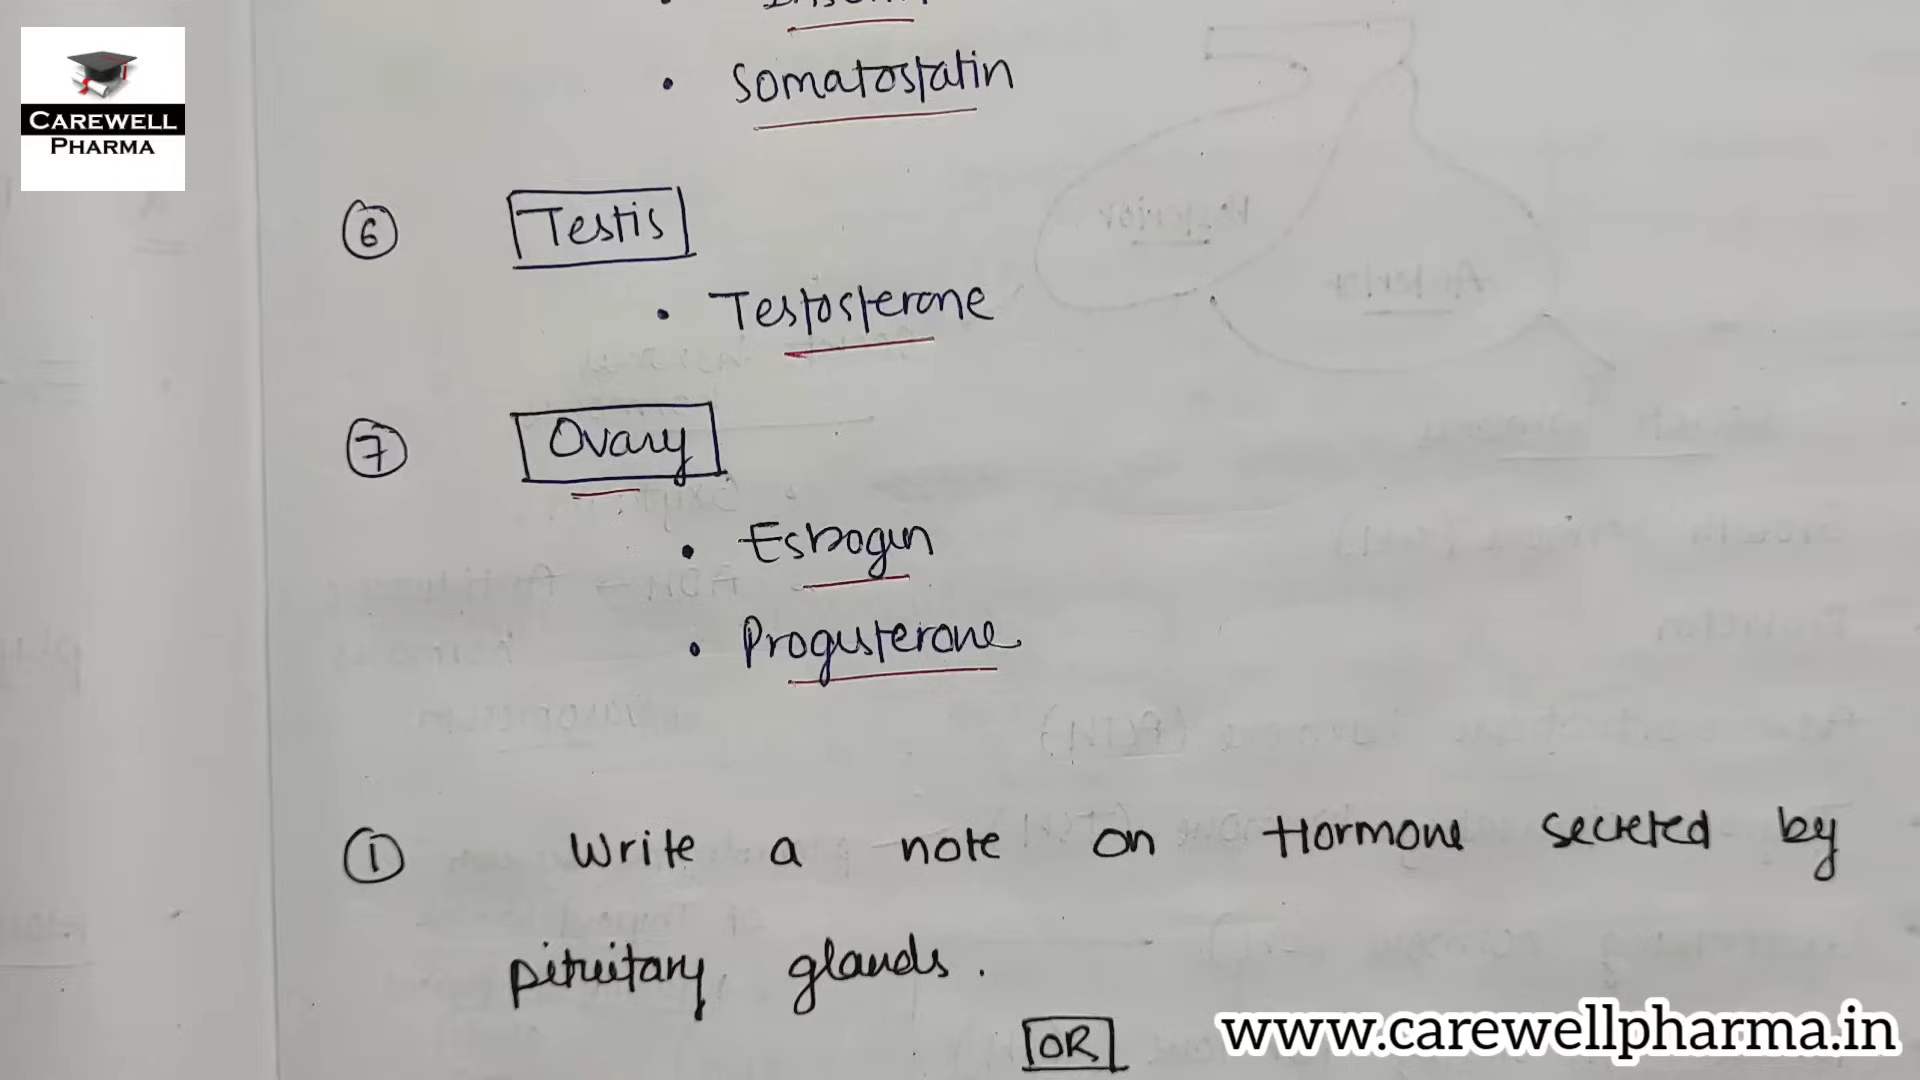 CAREWELL
PHARMA
• Somatostatin
6 Testis
• Testosterone
7 Ovary
• Estrogen
• Progesterone
1 Write a note on Hormone secreted by
pituitary glands.
OR
www.carewellpharma.in